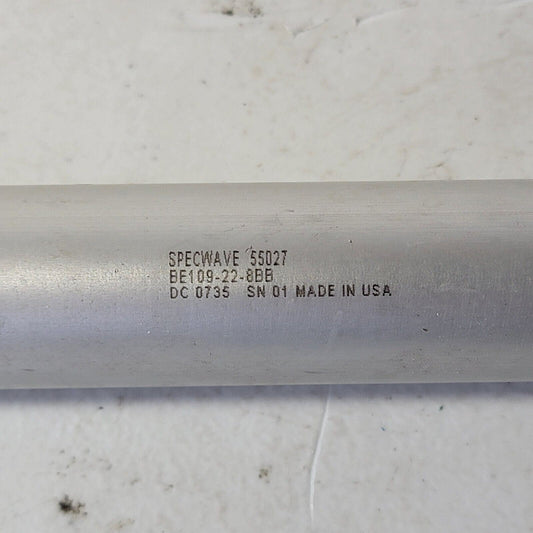 SPECWAVE 55027
BE109-22-8BB
DC 0735 SN 01 MADE IN USA